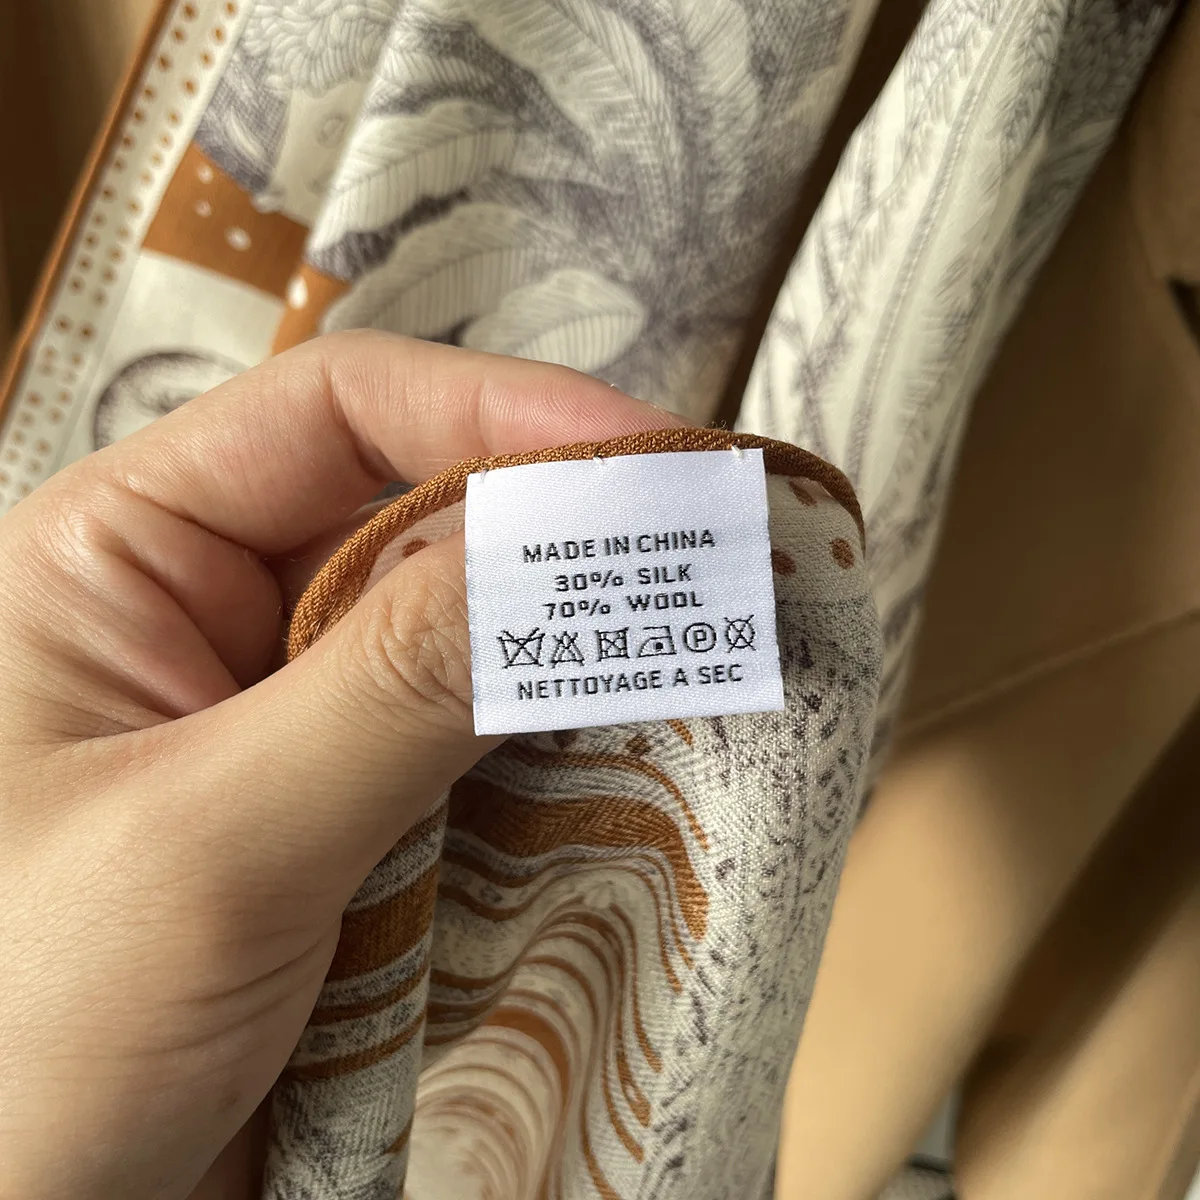 MADE IN CHINA
30% SILK
70% WOOL
P
NETTOYAGE A SEC